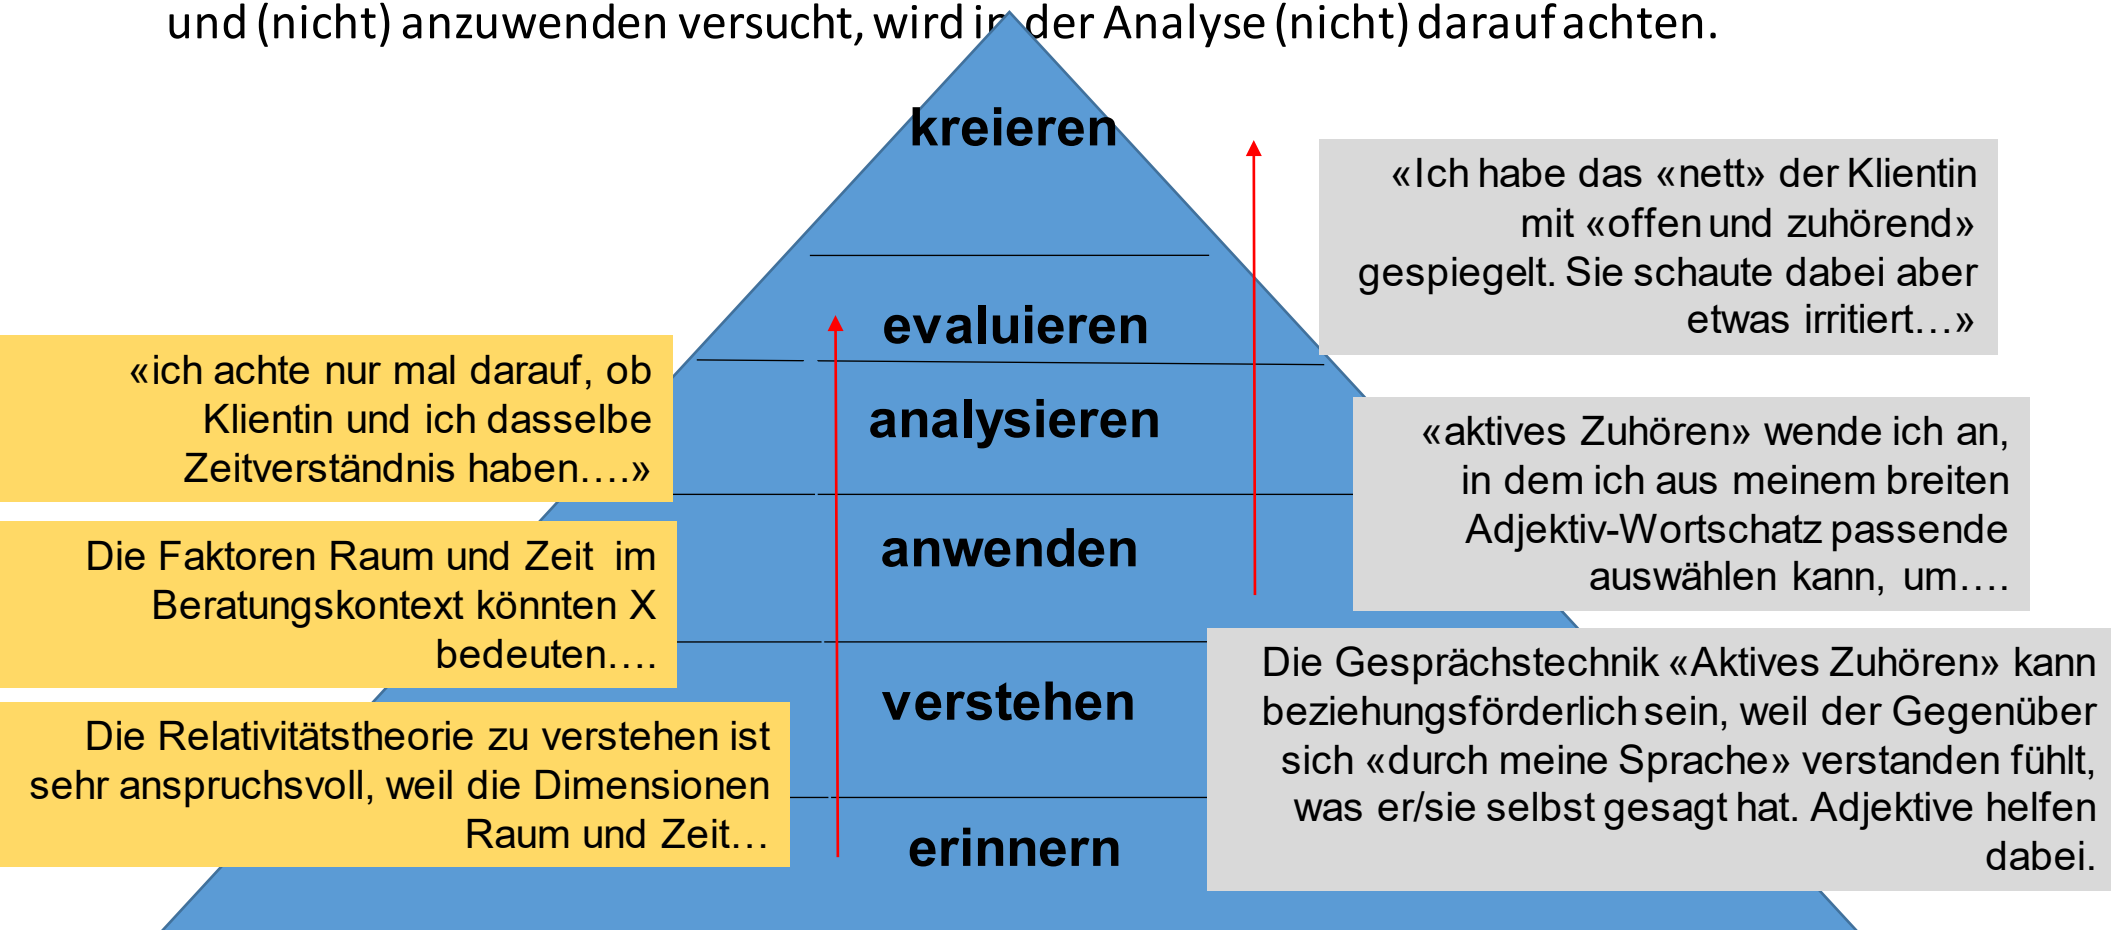 und (nicht) anzuwenden versucht, wird in der Analyse (nicht) darauf achten.
kreieren
evaluieren
analysieren
anwenden
verstehen
erinnern
«ich achte nur mal darauf, ob
Klientin und ich dasselbe
Zeitverständnis haben….»
Die Faktoren Raum und Zeit im
Beratungskontext könnten X
bedeuten….
Die Relativitätstheorie zu verstehen ist
sehr anspruchsvoll, weil die Dimensionen
Raum und Zeit…
«Ich habe das «nett» der Klientin
mit «offen und zuhörend»
gespiegelt. Sie schaute dabei aber
etwas irritiert…»
«aktives Zuhören» wende ich an,
in dem ich aus meinem breiten
Adjektiv-Wortschatz passende
auswählen kann, um….
Die Gesprächstechnik «Aktives Zuhören» kann
beziehungsförderlich sein, weil der Gegenüber
sich «durch meine Sprache» verstanden fühlt,
was er/sie selbst gesagt hat. Adjektive helfen
dabei.